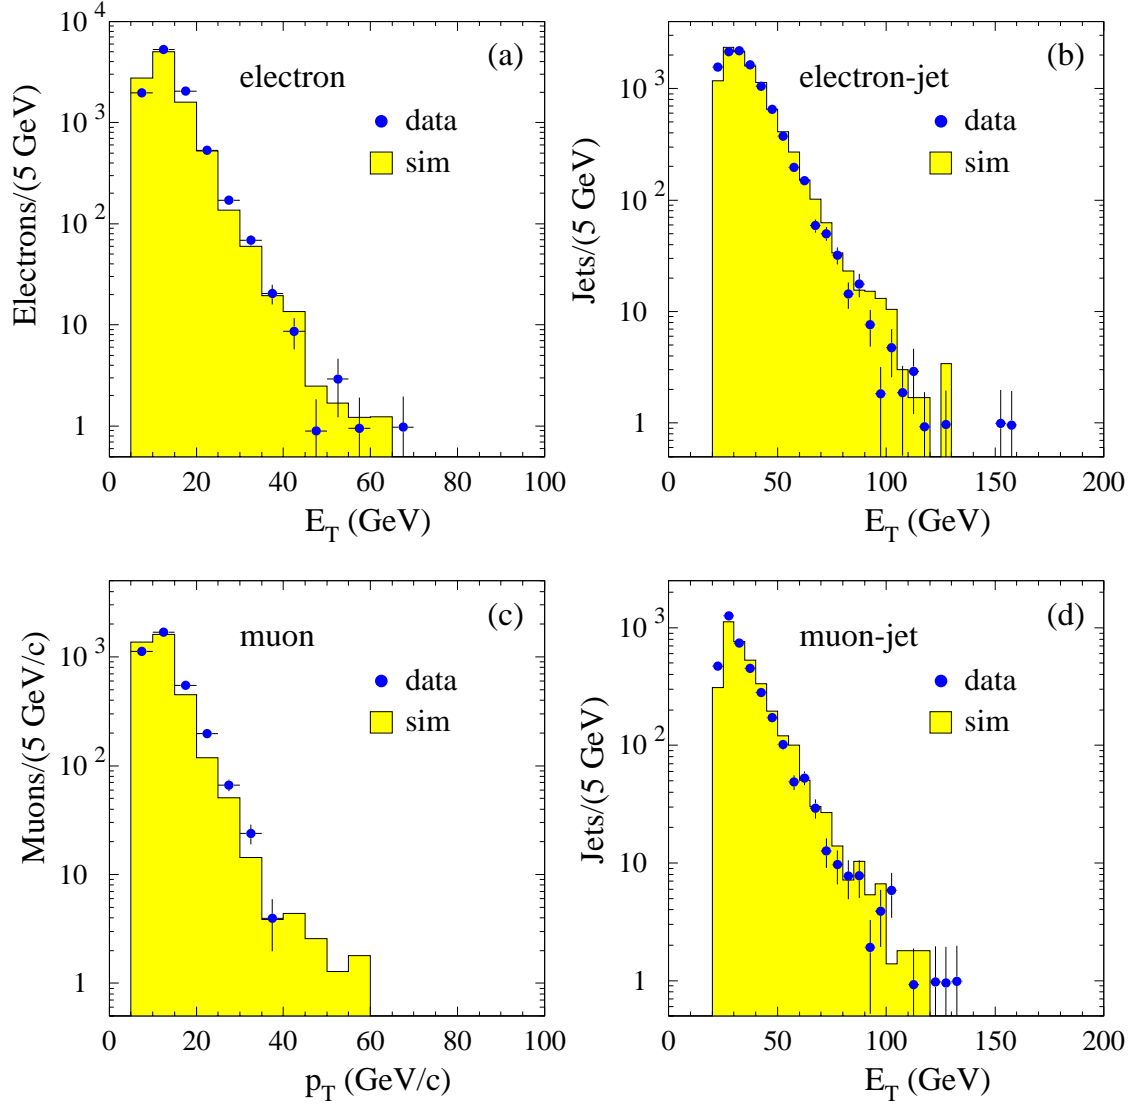 (a)
electron
data
sim
Electrons/(5 GeV)
10^4
10^3
10^2
10
1
0 20 40 60 80 100
E_T (GeV)
(b)
electron-jet
data
sim
Jets/(5 GeV)
10^3
10^2
10
1
0 50 100 150 200
E_T (GeV)
(c)
muon
data
sim
Muons/(5 GeV/c)
10^3
10^2
10
1
0 20 40 60 80 100
p_T (GeV/c)
(d)
muon-jet
data
sim
Jets/(5 GeV)
10^3
10^2
10
1
0 50 100 150 200
E_T (GeV)